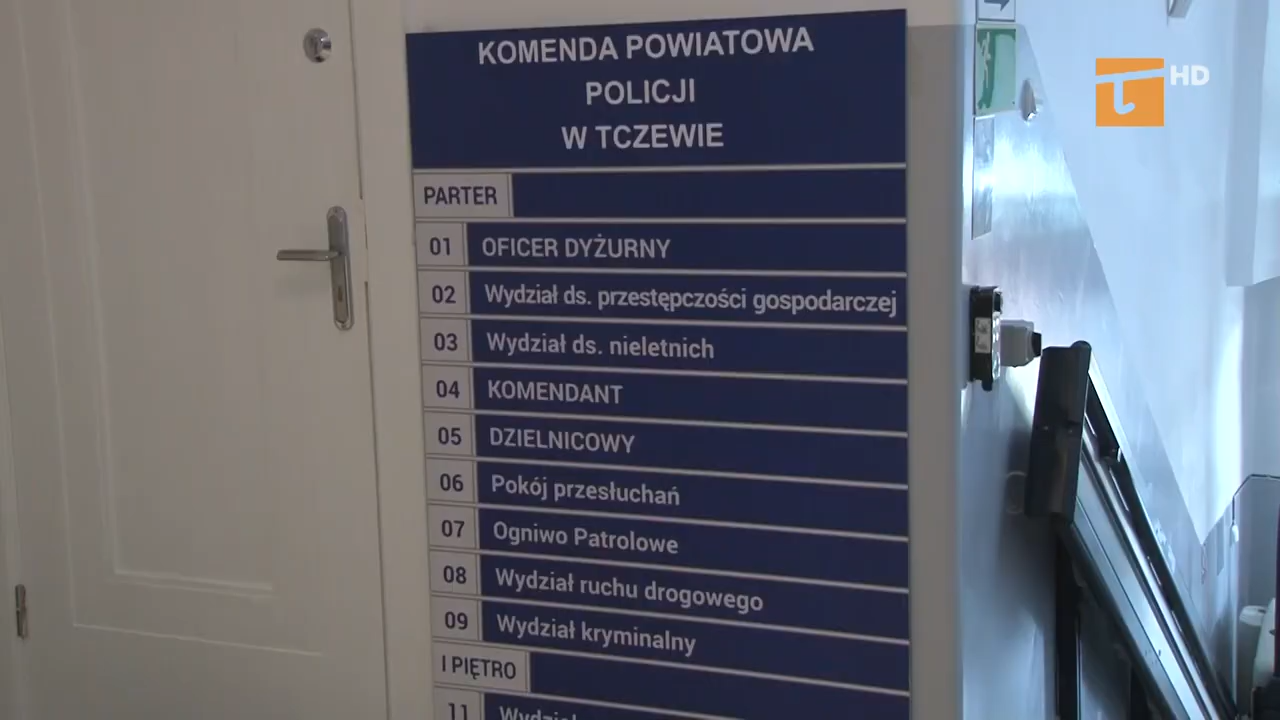 KOMENDA POWIATOWA
POLICJI
W TCZEWIE
PARTER
01 OFICER DYŻURNY
02 Wydział ds. przestępczości gospodarczej
03 Wydział ds. nieletnich
04 KOMENDANT
05 DZIELNICOWY
06 Pokój przesłuchań
07 Ogniwo Patrolowe
08 Wydział ruchu drogowego
09 Wydział kryminalny
I PIĘTRO
11
HD